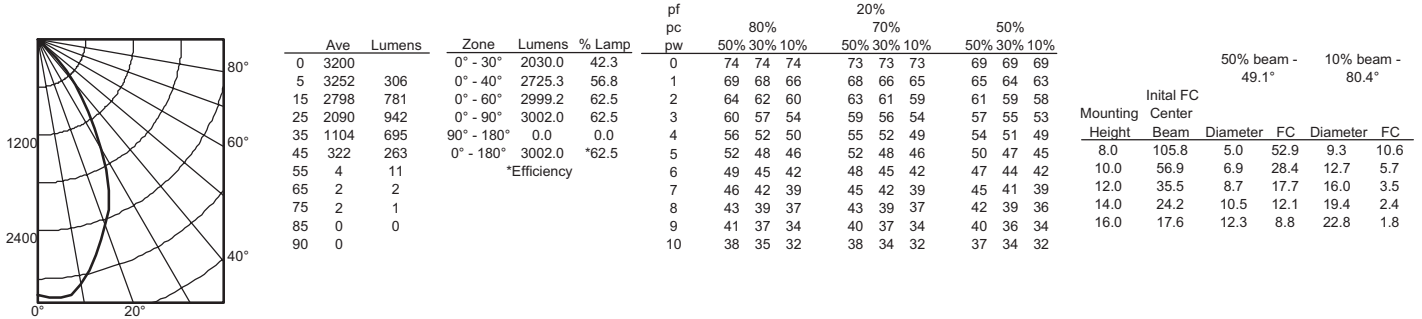 1200
2400
0°
20°
40°
60°
80°
Ave Lumens
0 3200
5 3252 306
15 2798 781
25 2090 942
35 1104 695
45 322 263
55 4 11
65 2 2
75 2 1
85 0 0
90 0
Zone Lumens % Lamp
0° - 30° 2030.0 42.3
0° - 40° 2725.3 56.8
0° - 60° 2999.2 62.5
0° - 90° 3002.0 62.5
90° - 180° 0.0 0.0
0° - 180° 3002.0 *62.5
*Efficiency
pf 20%
pc 80% 70% 50%
pw 50% 30% 10% 50% 30% 10% 50% 30% 10%
0 74 74 74 73 73 73 69 69 69
1 69 68 66 68 66 65 65 64 63
2 64 62 60 63 61 59 61 59 58
3 60 57 54 59 56 54 57 55 53
4 56 52 50 55 52 49 54 51 49
5 52 48 46 52 48 46 50 47 45
6 49 45 42 48 45 42 47 44 42
7 46 42 39 45 42 39 45 41 39
8 43 39 37 43 39 37 42 39 36
9 41 37 34 40 37 34 40 36 34
10 38 35 32 38 34 32 37 34 32
50% beam - 10% beam -
49.1° 80.4°
Inital FC
Mounting Center
Height Beam Diameter FC Diameter FC
8.0 105.8 5.0 52.9 9.3 10.6
10.0 56.9 6.9 28.4 12.7 5.7
12.0 35.5 8.7 17.7 16.0 3.5
14.0 24.2 10.5 12.1 19.4 2.4
16.0 17.6 12.3 8.8 22.8 1.8